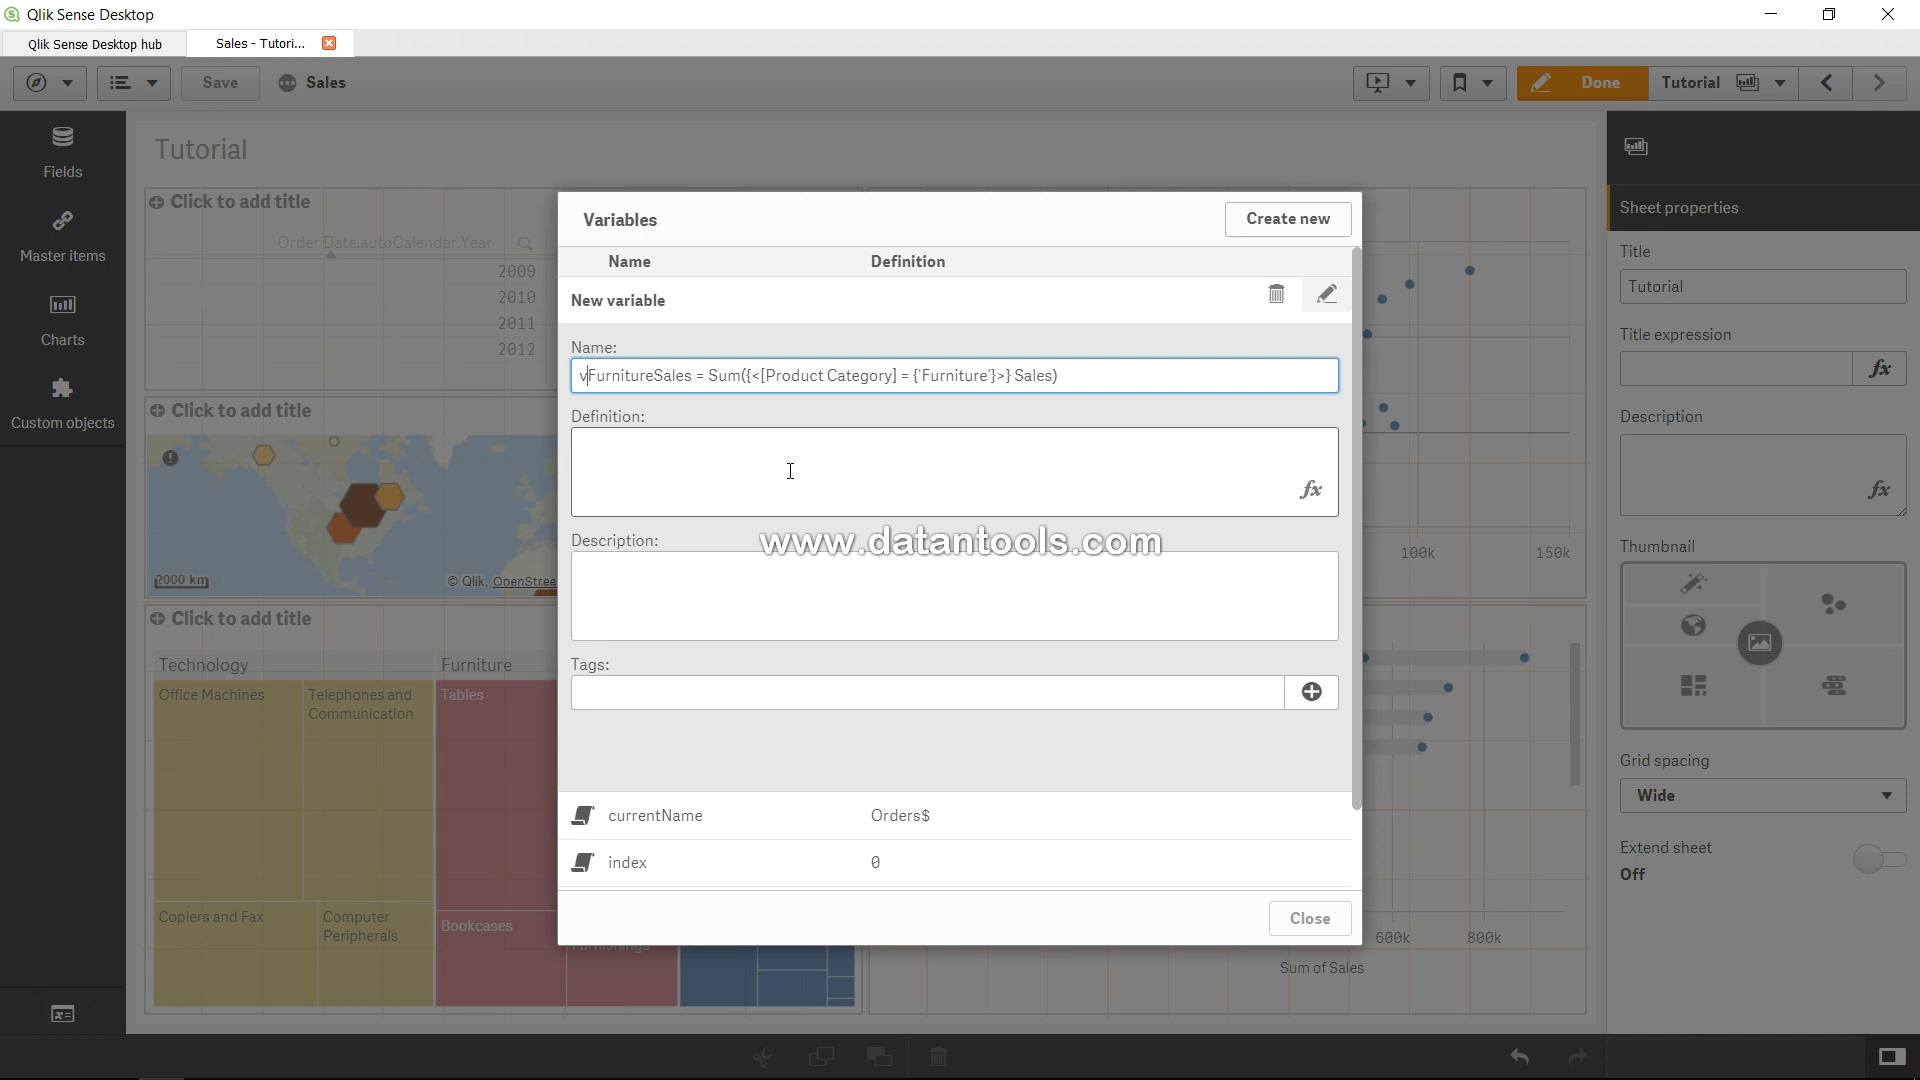 Qlik Sense Desktop
Qlik Sense Desktop hub
Sales - Tutori...
Save
Sales
Done
Tutorial
Fields
Master items
Charts
Custom objects
Tutorial
Click to add title
Order Date.autoCalendar.Year
2009
2010
2011
2012
Click to add title
2000 km
© Qlik, OpenStree
Click to add title
Technology
Furniture
Office Machines
Telephones and
Communication
Tables
Copiers and Fax
Computer
Peripherals
Bookcases
Furnishings
Variables
Create new
Name
Definition
New variable
Name:
vFurnitureSales = Sum({<[Product Category] = {'Furniture'}>} Sales)
Definition:
fx
www.datantools.com
Description:
Tags:
currentName
Orders$
index
0
Close
100k
150k
600k
800k
Sum of Sales
Sheet properties
Title
Tutorial
Title expression
fx
Description
fx
Thumbnail
Grid spacing
Wide
Extend sheet
Off